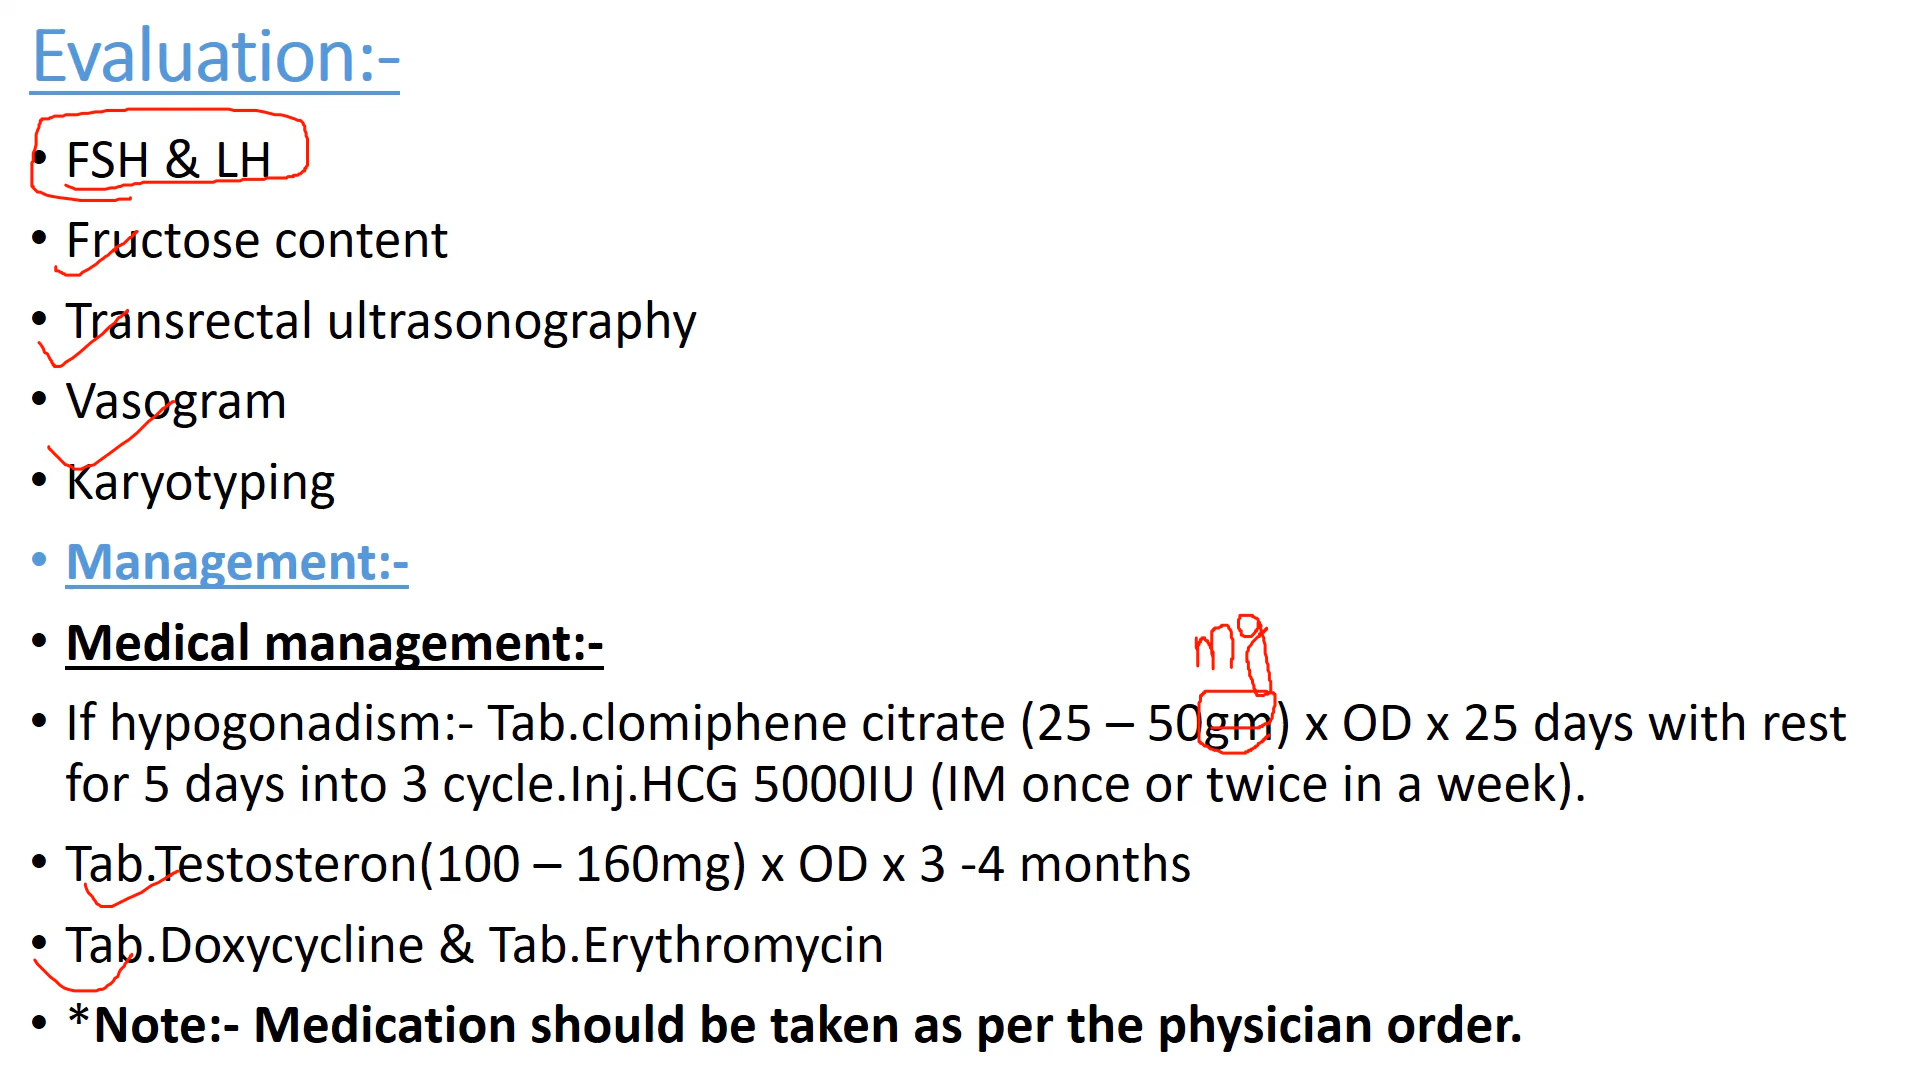 Evaluation:-
• FSH & LH
• Fructose content
• Transrectal ultrasonography
• Vasogram
• Karyotyping
• Management:-
• Medical management:-
mg
• If hypogonadism:- Tab.clomiphene citrate (25 – 50gm) x OD x 25 days with rest
for 5 days into 3 cycle.Inj.HCG 5000IU (IM once or twice in a week).
• Tab.Testosteron(100 – 160mg) x OD x 3 -4 months
• Tab.Doxycycline & Tab.Erythromycin
• *Note:- Medication should be taken as per the physician order.